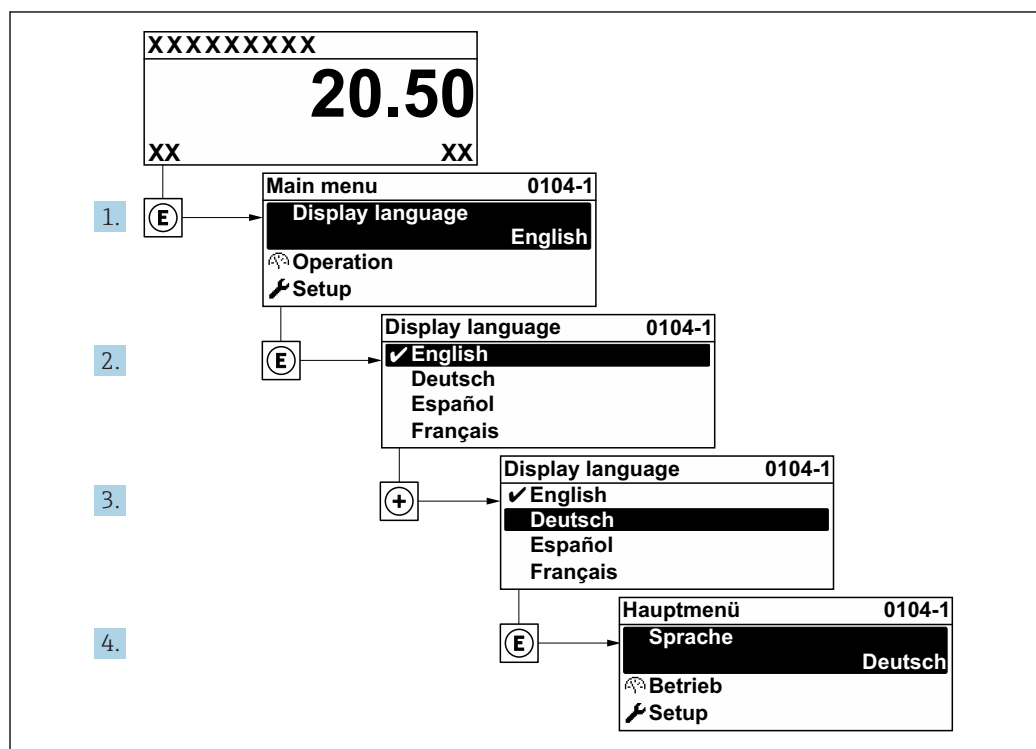 XXXXXXXXX
20.50
XX XX
1. E
Main menu 0104-1
Display language
English
Operation
Setup
2. E
Display language 0104-1
✔ English
Deutsch
Español
Français
3. +
Display language 0104-1
✔ English
Deutsch
Español
Français
4. E
Hauptmenü 0104-1
Sprache
Deutsch
Betrieb
Setup